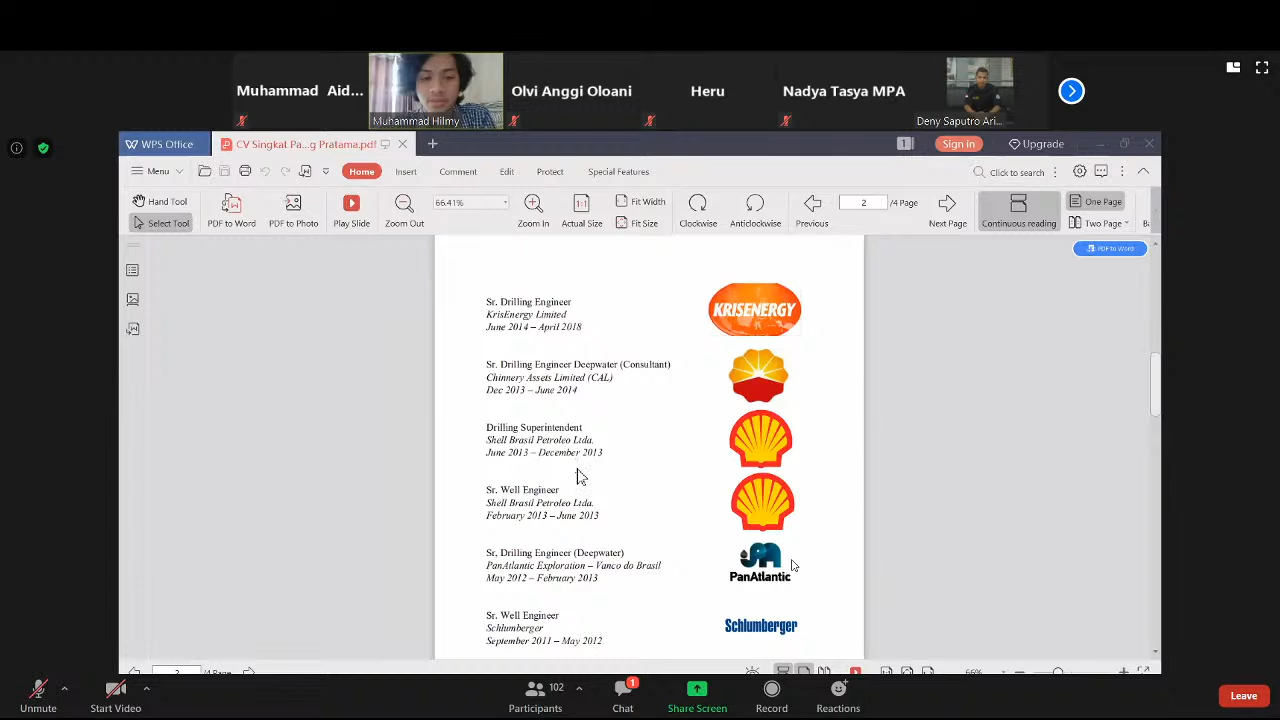 Muhammad Aid...
Muhammad Hilmy
Olvi Anggi Oloani
Heru
Nadya Tasya MPA
Deny Saputro Ari...
WPS Office
CV Singkal Pa...g Pratama.pdf
1
Sign in
Upgrade
Menu
Home
Insert
Comment
Edit
Protect
Special Features
Click to search
Hand Tool
Select Tool
PDF to Word
PDF to Photo
Play Slide
Zoom Out
66.41%
Zoom In
1:1
Actual Size
Fit Width
Fit Size
Clockwise
Anticlockwise
Previous
2
/4 Page
Next Page
Continuous reading
One Page
Two Page
PDF to Word
Sr. Drilling Engineer
KrisEnergy Limited
June 2014 – April 2018
KRISENERGY
Sr. Drilling Engineer Deepwater (Consultant)
Chinnery Assets Limited (CAL)
Dec 2013 – June 2014
Drilling Superintendent
Shell Brasil Petroleo Ltda.
June 2013 – December 2013
Sr. Well Engineer
Shell Brasil Petroleo Ltda.
February 2013 – June 2013
Sr. Drilling Engineer (Deepwater)
PanAtlantic Exploration – Vanco do Brasil
May 2012 – February 2013
PanAtlantic
Sr. Well Engineer
Schlumberger
September 2011 – May 2012
Schlumberger
2
/4 Page
66%
Unmute
Start Video
102
Participants
1
Chat
Share Screen
Record
Reactions
Leave